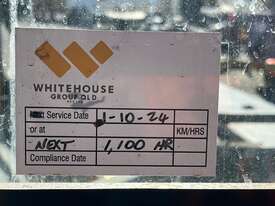 WHITEHOUSE
GROUP QLD
Service Date 1-10-24
or at KM/HRS
NEXT 1,100 HR
Compliance Date